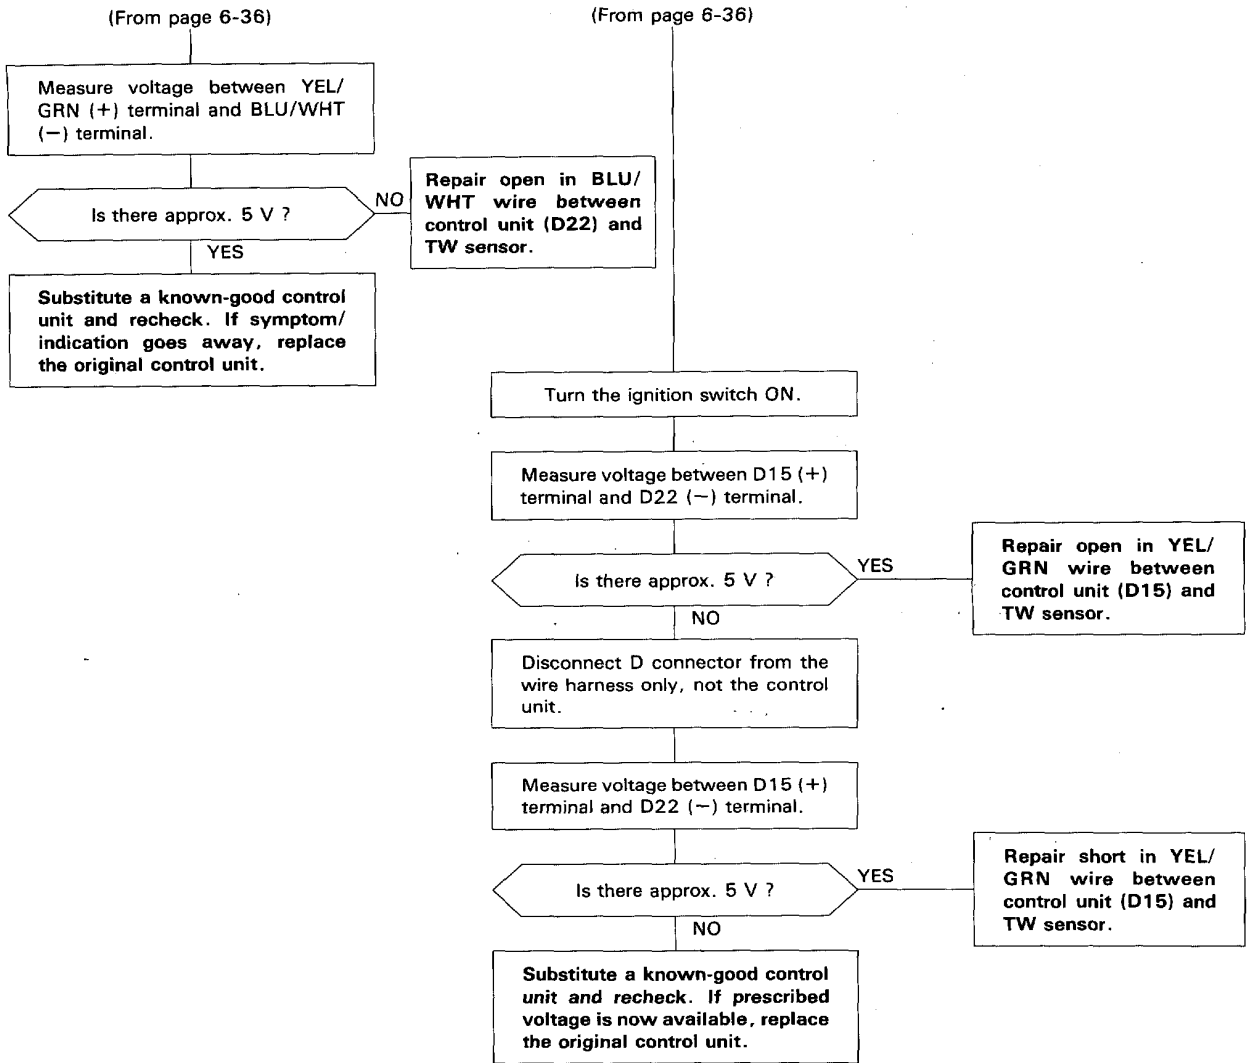 (From page 6-36)
Measure voltage between YEL/
GRN (+) terminal and BLU/WHT
(−) terminal.
Is there approx. 5 V ?
NO
Repair open in BLU/
WHT wire between
control unit (D22) and
TW sensor.
YES
Substitute a known-good control
unit and recheck. If symptom/
indication goes away, replace
the original control unit.
(From page 6-36)
Turn the ignition switch ON.
Measure voltage between D15 (+)
terminal and D22 (−) terminal.
Is there approx. 5 V ?
YES
Repair open in YEL/
GRN wire between
control unit (D15) and
TW sensor.
NO
Disconnect D connector from the
wire harness only, not the control
unit.
Measure voltage between D15 (+)
terminal and D22 (−) terminal.
Is there approx. 5 V ?
YES
Repair short in YEL/
GRN wire between
control unit (D15) and
TW sensor.
NO
Substitute a known-good control
unit and recheck. If prescribed
voltage is now available, replace
the original control unit.